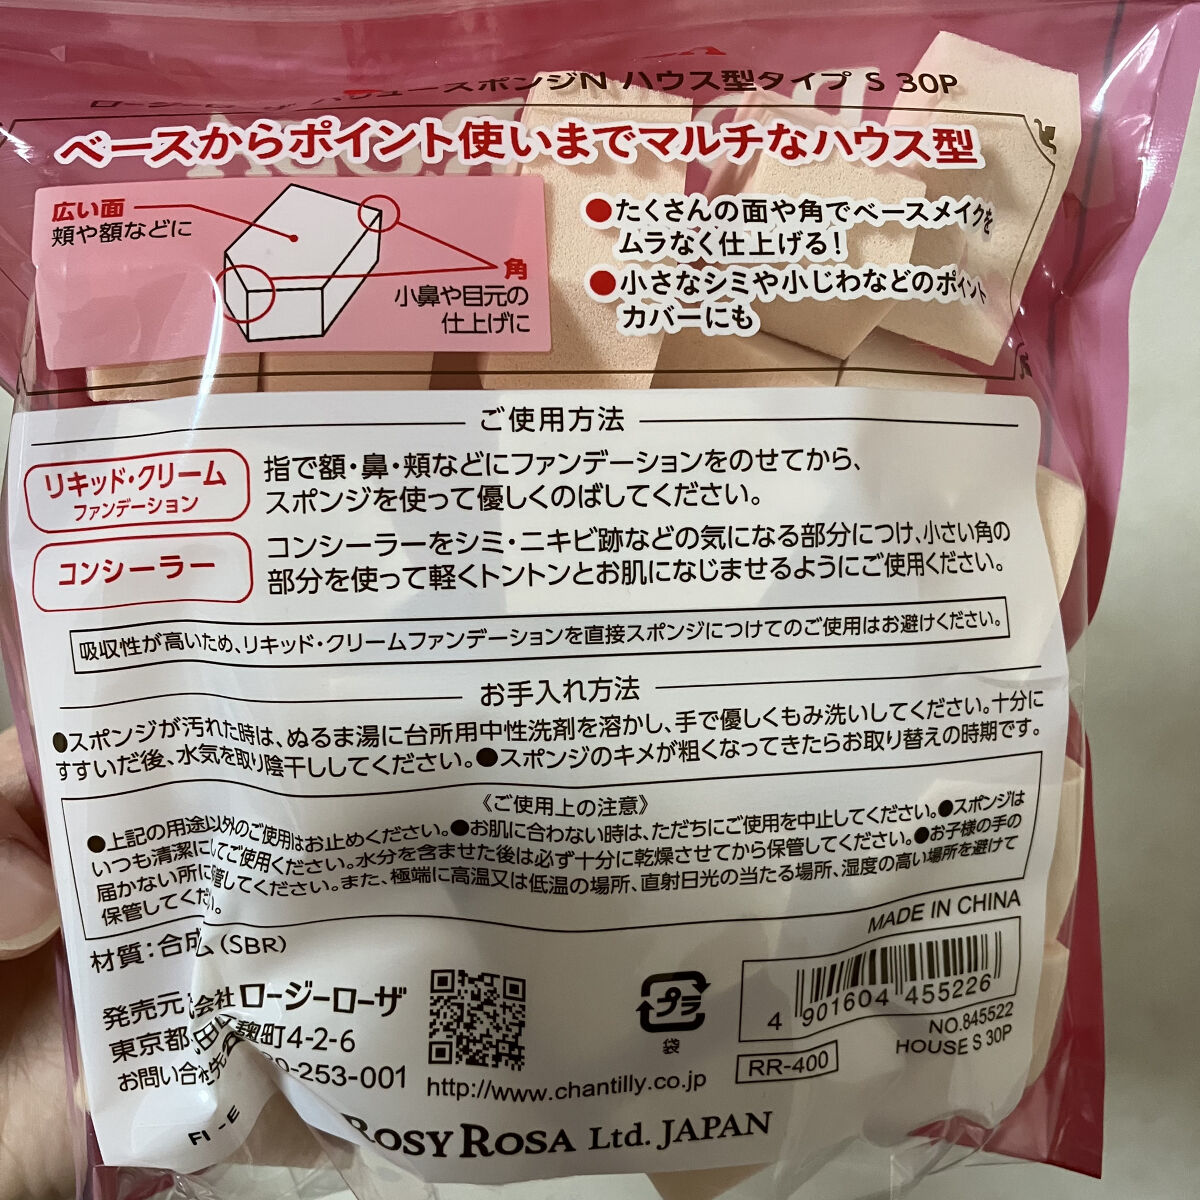 バリュースポンジN ハウス型タイプ S 30P
ベースからポイント使いまでマルチなハウス型
広い面
頬や額などに
角
小鼻や目元の
仕上げに
●たくさんの面や角でベースメイクを
ムラなく仕上げる!
●小さなシミや小じわなどのポイント
カバーにも
ご使用方法
リキッド・クリーム
ファンデーション
指で額・鼻・頬などにファンデーションをのせてから、
スポンジを使って優しくのばしてください。
コンシーラー
コンシーラーをシミ・ニキビ跡などの気になる部分につけ、小さい角の
部分を使って軽くトントンとお肌になじませるようにご使用ください。
吸収性が高いため、リキッド・クリームファンデーションを直接スポンジにつけてのご使用はお避けください。
お手入れ方法
●スポンジが汚れた時は、ぬるま湯に台所用中性洗剤を溶かし、手で優しくもみ洗いしてください。十分に
すすいだ後、水気を取り陰干ししてください。●スポンジのキメが粗くなってきたらお取り替えの時期です。
《ご使用上の注意》
●上記の用途以外のご使用はお止めください。●お肌に合わない時は、ただちにご使用を中止してください。●スポンジは
いつも清潔にしてご使用ください。水分を含ませた後は必ず十分に乾燥させてから保管してください。●お子様の手の
届かない所に保管してください。また、極端に高温又は低温の場所、直射日光の当たる場所、湿度の高い場所を避けて
保管してください。
材質:合成 (SBR)
MADE IN CHINA
発売元 会社 ロージーローザ
東京都 麹町4-2-6
お問い合 -253-001
http://www.chantilly.co.jp
プラ
袋
4 901604 455226
NO.845522
HOUSE S 30P
RR-400
ROSY ROSA Ltd. JAPAN